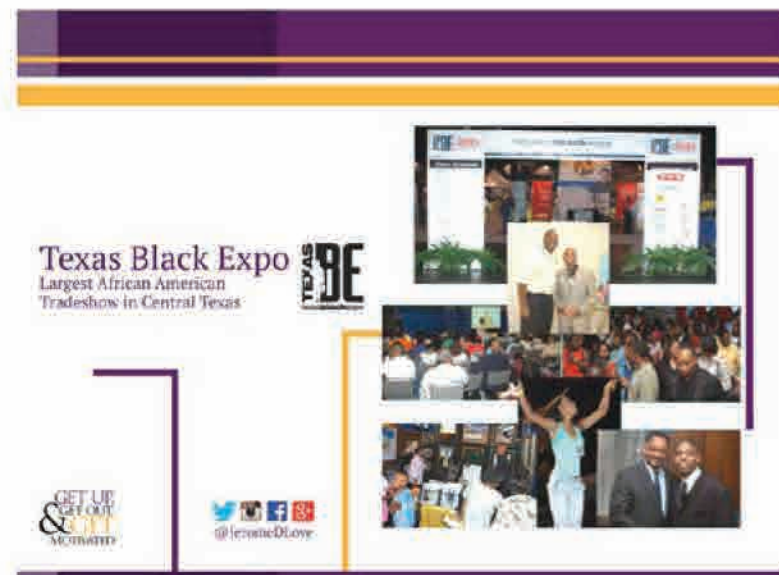 Texas Black Expo
Largest African American
Tradeshow in Central Texas
TEXAS
BE
GET UP
GET OUT
& GET
MOTIVATED
@JeromeDLove